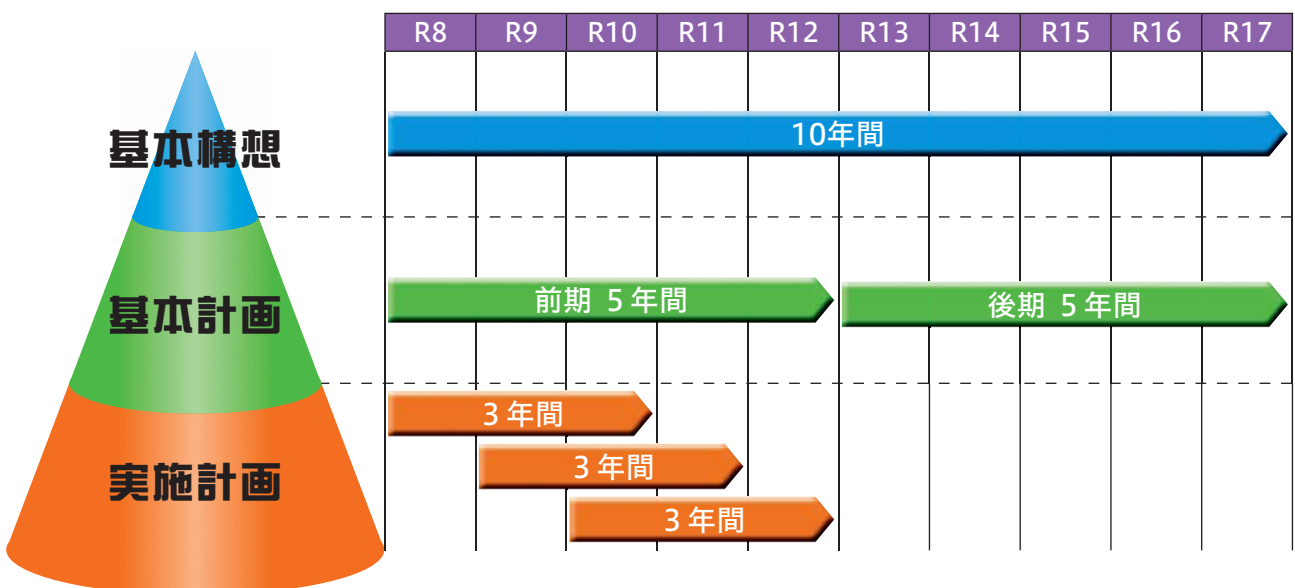 R8 R9 R10 R11 R12 R13 R14 R15 R16 R17
基本構想
10年間
基本計画
前期 5年間
後期 5年間
実施計画
3年間
3年間
3年間